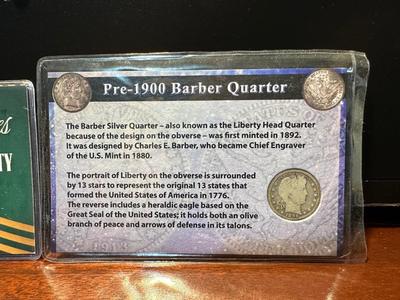 Pre-1900 Barber Quarter
The Barber Silver Quarter – also known as the Liberty Head Quarter
because of the design on the obverse – was first minted in 1892.
It was designed by Charles E. Barber, who became Chief Engraver
of the U.S. Mint in 1880.
The portrait of Liberty on the obverse is surrounded
by 13 stars to represent the original 13 states that
formed the United States of America in 1776.
The reverse includes a heraldic eagle based on the
Great Seal of the United States; it holds both an olive
branch of peace and arrows of defense in its talons.